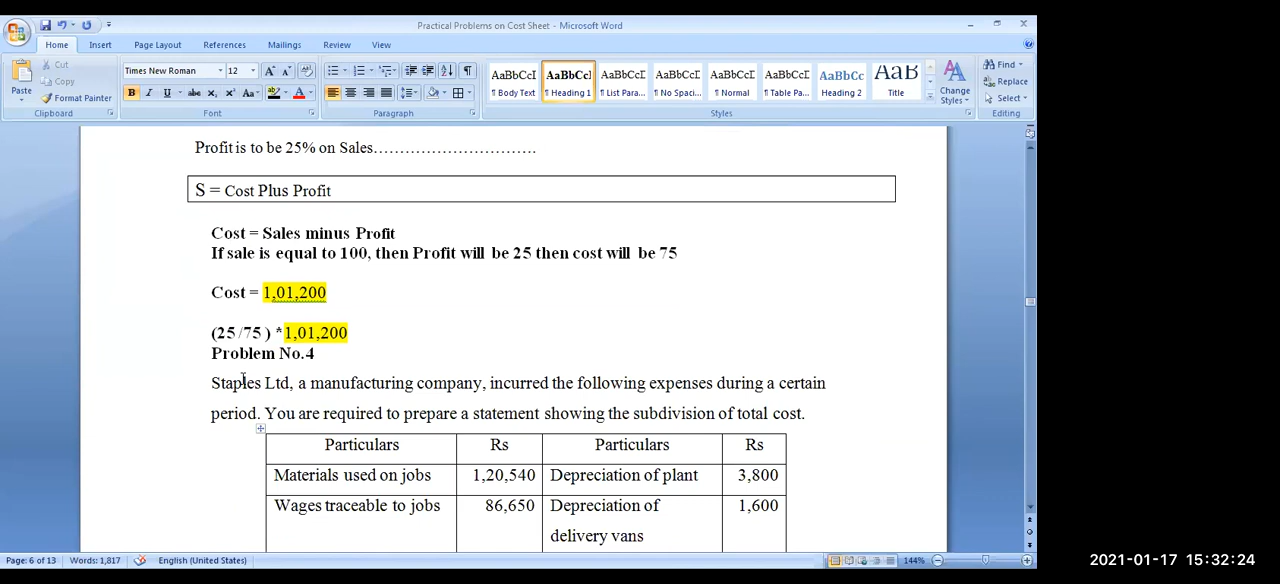 Practical Problems on Cost Sheet - Microsoft Word
Home Insert Page Layout References Mailings Review View
Cut
Copy
Paste
Format Painter
Clipboard
Times New Roman 12
Font
Paragraph
AaBbCcI AaBbCcI AaBbCcI AaBbCcI AaBbCcI AaBbCcI AaBbCc AaB
¶ Body Text ¶ Heading 1 ¶ List Para... ¶ No Spaci... ¶ Normal ¶ Table Pa... Heading 2 Title
Styles
Change
Styles
Find
Replace
Select
Editing
Profit is to be 25% on Sales………………………….
S = Cost Plus Profit
Cost = Sales minus Profit
If sale is equal to 100, then Profit will be 25 then cost will be 75
Cost = 1,01,200
(25 /75 ) *1,01,200
Problem No.4
Staples Ltd, a manufacturing company, incurred the following expenses during a certain
period. You are required to prepare a statement showing the subdivision of total cost.
Particulars Rs Particulars Rs
Materials used on jobs 1,20,540 Depreciation of plant 3,800
Wages traceable to jobs 86,650 Depreciation of 1,600
delivery vans
Page: 6 of 13 Words: 1,817 English (United States) 144%
2021-01-17 15:32:24